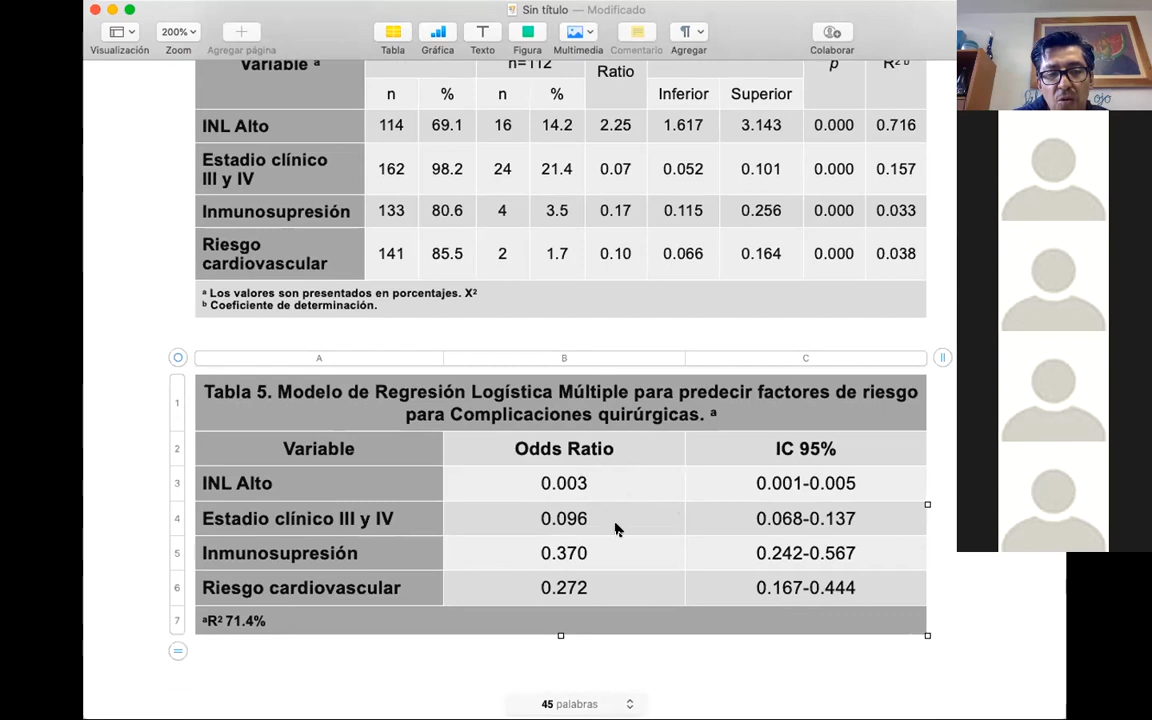 Sin título — Modificado
200%
Visualización Zoom Agregar página Tabla Gráfica Texto Figura Multimedia Comentario Agregar Colaborar
Variable ᵃ n=112 Ratio p R² ᵇ
n % n % Inferior Superior
INL Alto 114 69.1 16 14.2 2.25 1.617 3.143 0.000 0.716
Estadio clínico
III y IV 162 98.2 24 21.4 0.07 0.052 0.101 0.000 0.157
Inmunosupresión 133 80.6 4 3.5 0.17 0.115 0.256 0.000 0.033
Riesgo
cardiovascular 141 85.5 2 1.7 0.10 0.066 0.164 0.000 0.038
ᵃ Los valores son presentados en porcentajes. X²
ᵇ Coeficiente de determinación.
A B C
1 Tabla 5. Modelo de Regresión Logística Múltiple para predecir factores de riesgo
para Complicaciones quirúrgicas. ᵃ
2 Variable Odds Ratio IC 95%
3 INL Alto 0.003 0.001-0.005
4 Estadio clínico III y IV 0.096 0.068-0.137
5 Inmunosupresión 0.370 0.242-0.567
6 Riesgo cardiovascular 0.272 0.167-0.444
7 ᵃR² 71.4%
45 palabras